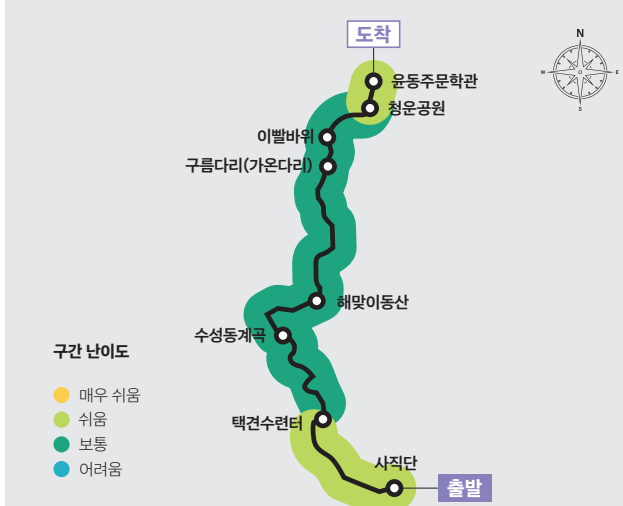 도착
윤동주문학관
청운공원
이빨바위
구름다리(가온다리)
해맞이동산
수성동계곡
택견수련터
사직단
출발
N
W
E
S
구간 난이도
매우 쉬움
쉬움
보통
어려움